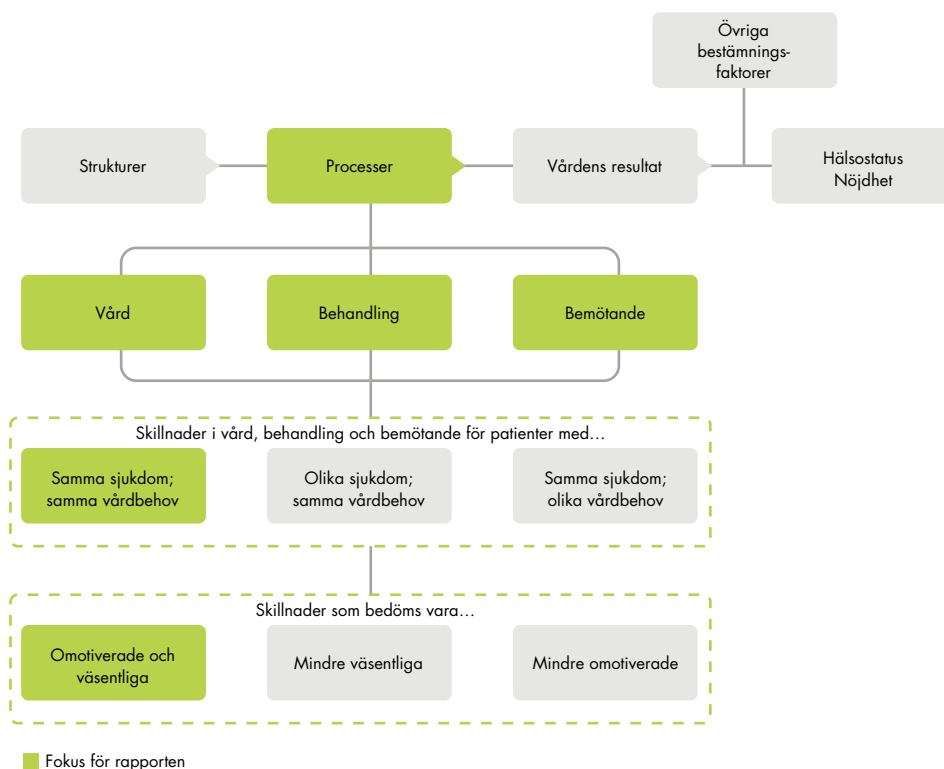 Övriga
bestämnings-
faktorer
Strukturer
Processer
Vårdens resultat
Hälsostatus
Nöjdhet
Vård
Behandling
Bemötande
Skillnader i vård, behandling och bemötande för patienter med…
Samma sjukdom;
samma vårdbehov
Olika sjukdom;
samma vårdbehov
Samma sjukdom;
olika vårdbehov
Skillnader som bedöms vara…
Omotiverade och
väsentliga
Mindre väsentliga
Mindre omotiverade
Fokus för rapporten